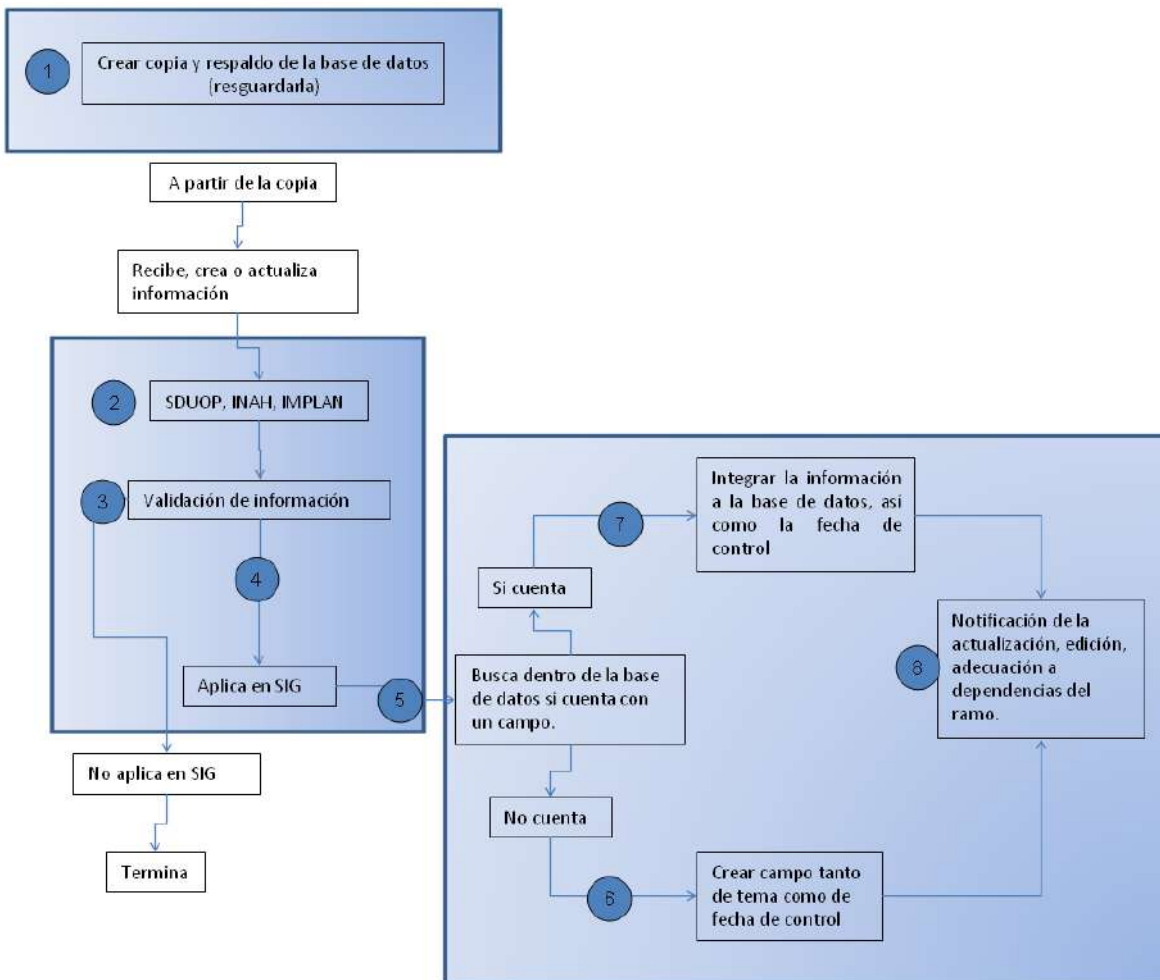 1
Crear copia y respaldo de la base de datos
(resguardarla)
A partir de la copia
Recibe, crea o actualiza
información
2
SDUOP, INAH, IMPLAN
3
Validación de información
4
Aplica en SIG
No aplica en SIG
Termina
5
Busca dentro de la base
de datos si cuenta con
un campo.
Si cuenta
7
Integrar la información
a la base de datos, así
como la fecha de
control
No cuenta
6
Crear campo tanto
de tema como de
fecha de control
8
Notificación de la
actualización, edición,
adecuación a
dependencias del
ramo.